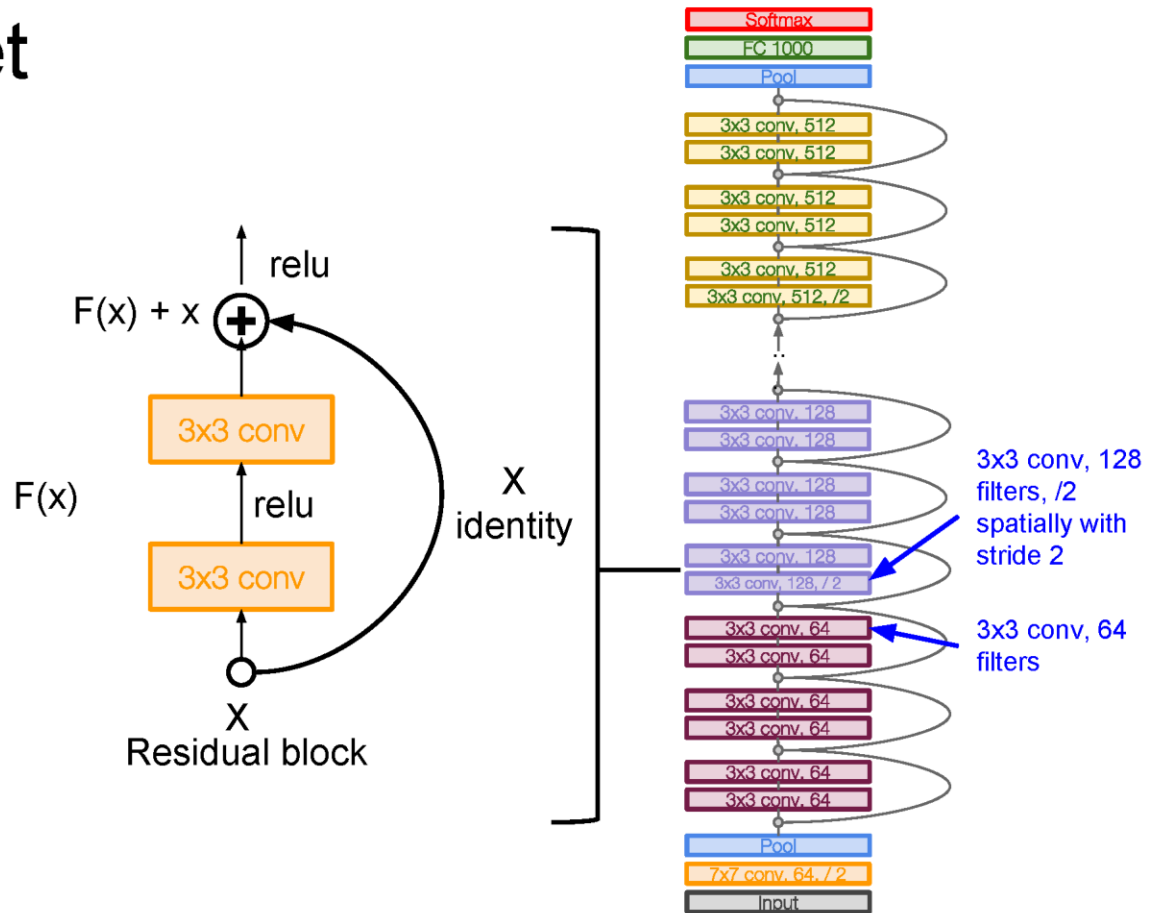 et
relu
F(x) + x
3x3 conv
F(x)
relu
X
identity
3x3 conv
X
Residual block
Softmax
FC 1000
Pool
3x3 conv, 512
3x3 conv, 512
3x3 conv, 512
3x3 conv, 512
3x3 conv, 512
3x3 conv, 512, /2
..
3x3 conv, 128
3x3 conv, 128
3x3 conv, 128
3x3 conv, 128
3x3 conv, 128
3x3 conv, 128, / 2
3x3 conv, 64
3x3 conv, 64
3x3 conv, 64
3x3 conv, 64
3x3 conv, 64
3x3 conv, 64
Pool
7x7 conv, 64, / 2
Input
3x3 conv, 128
filters, /2
spatially with
stride 2
3x3 conv, 64
filters